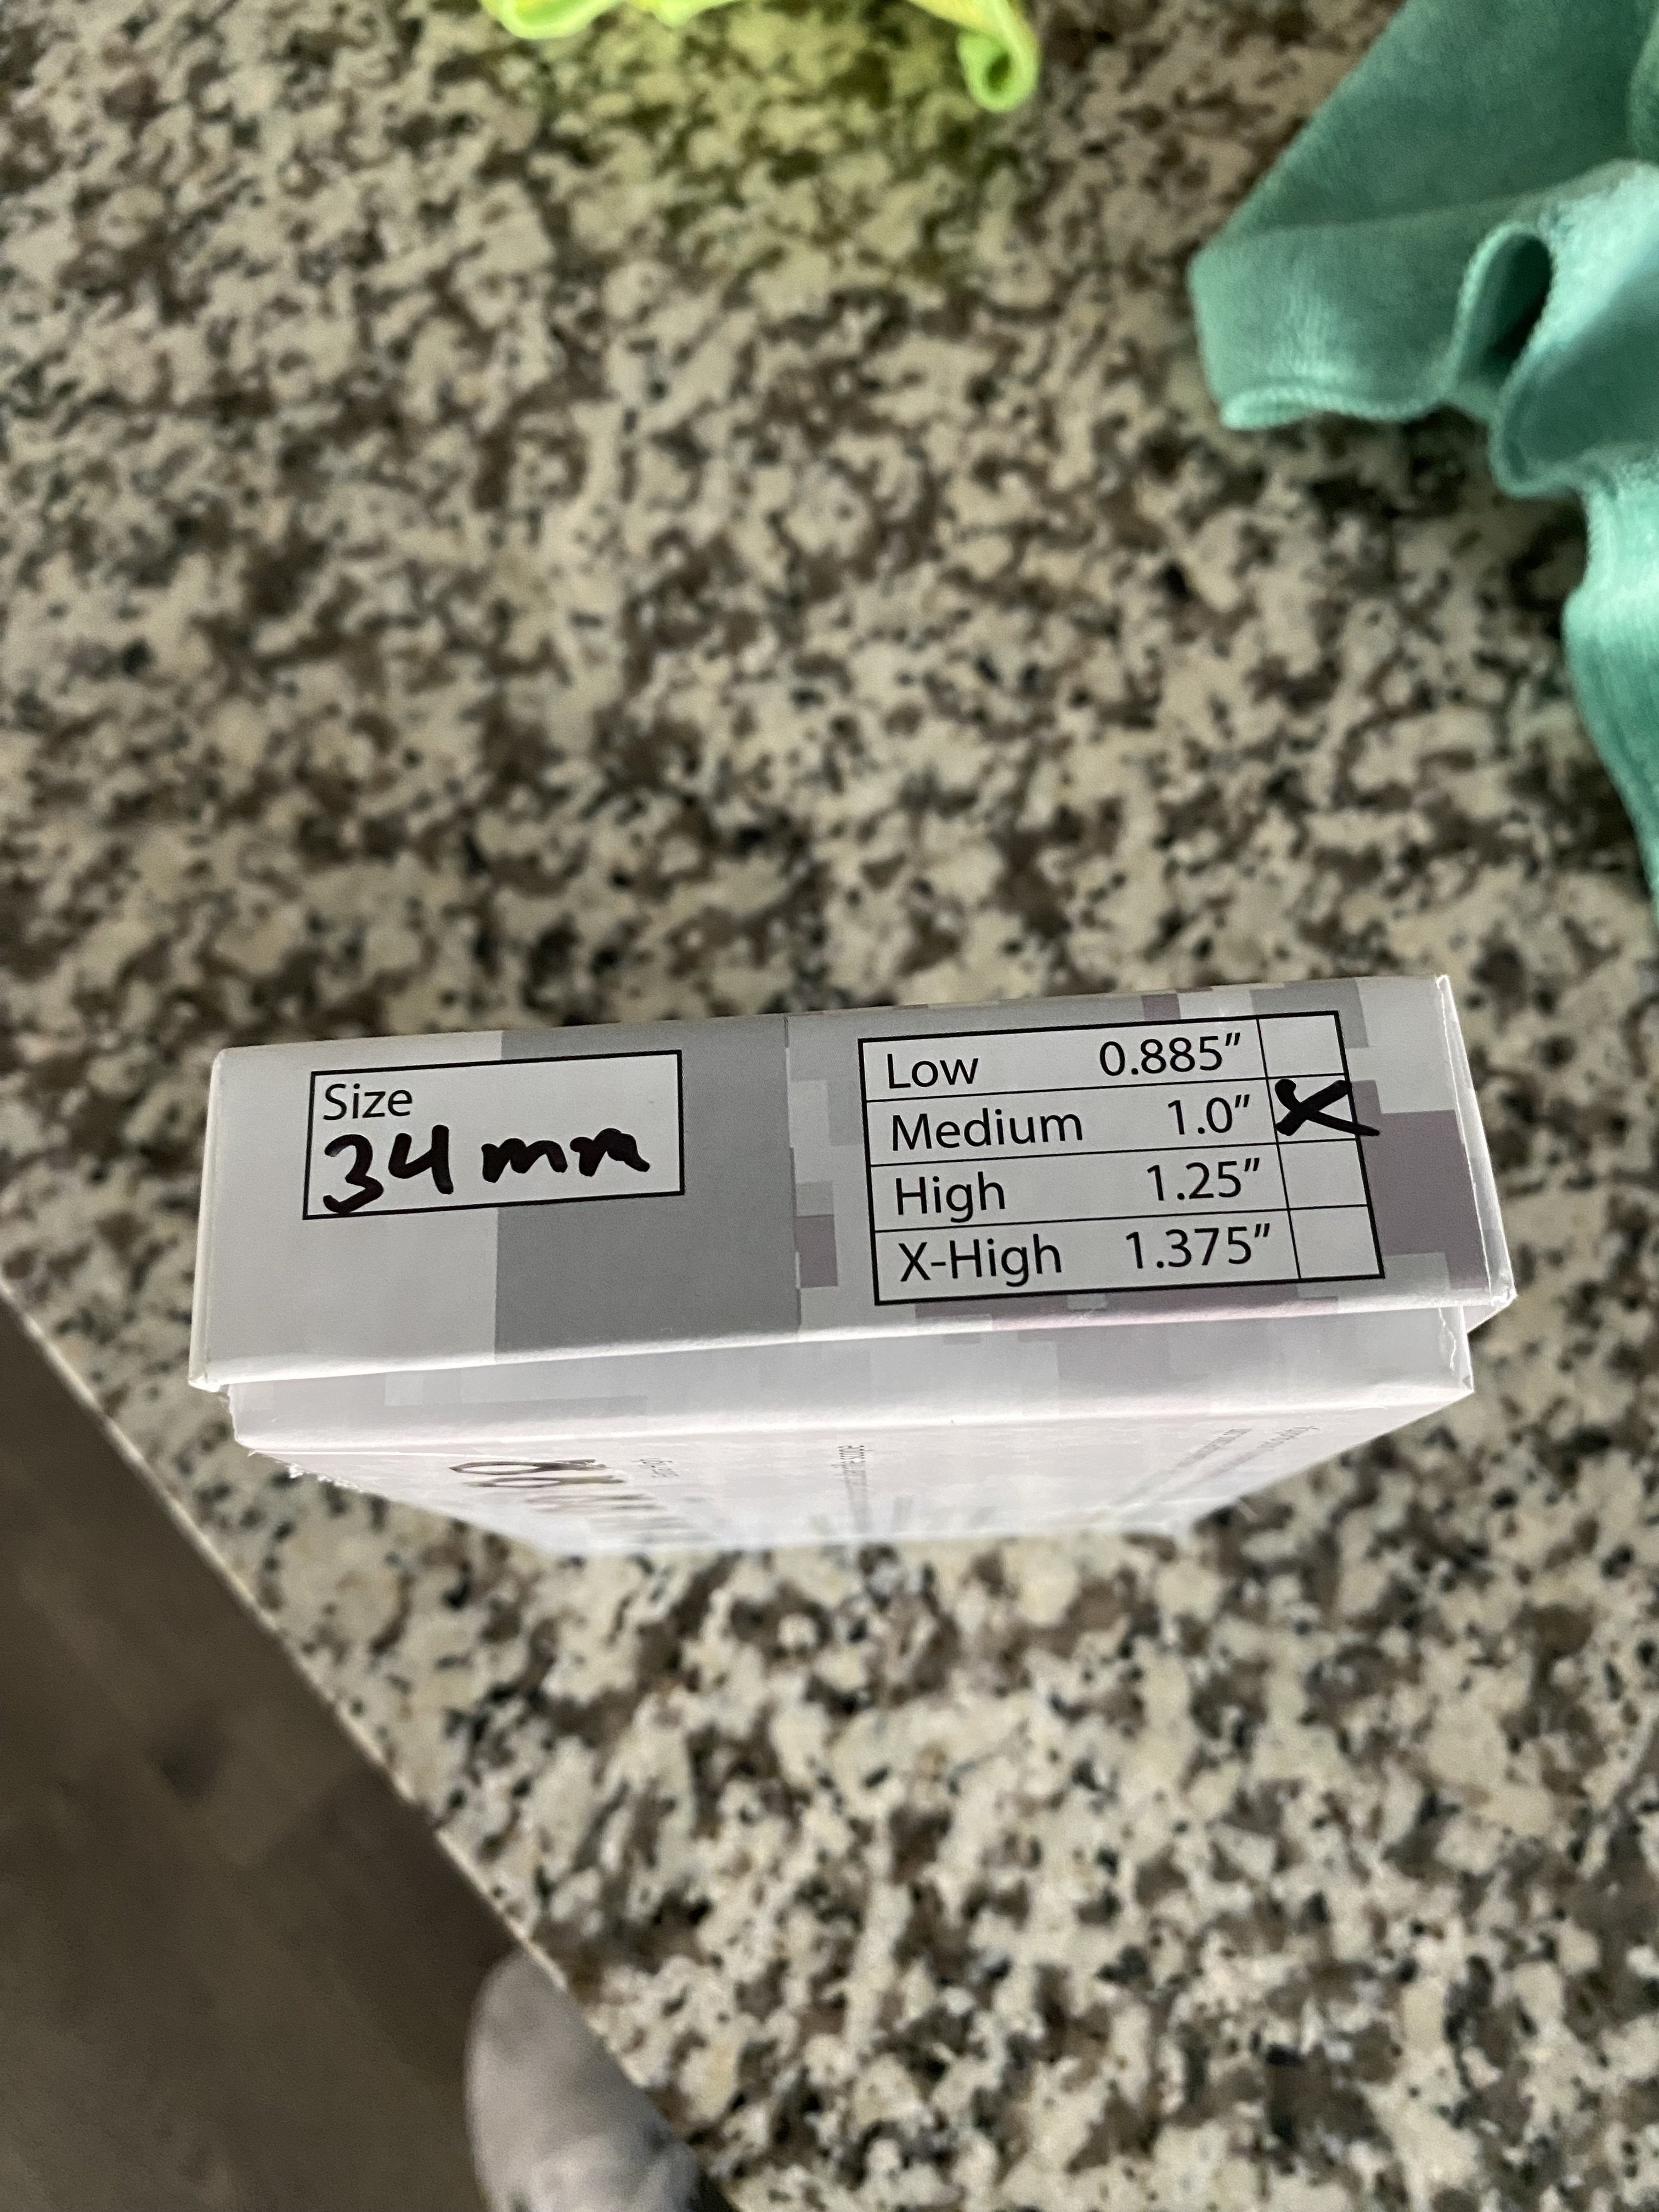 Size
34 mm
Low 0.885"
Medium 1.0" X
High 1.25"
X-High 1.375"